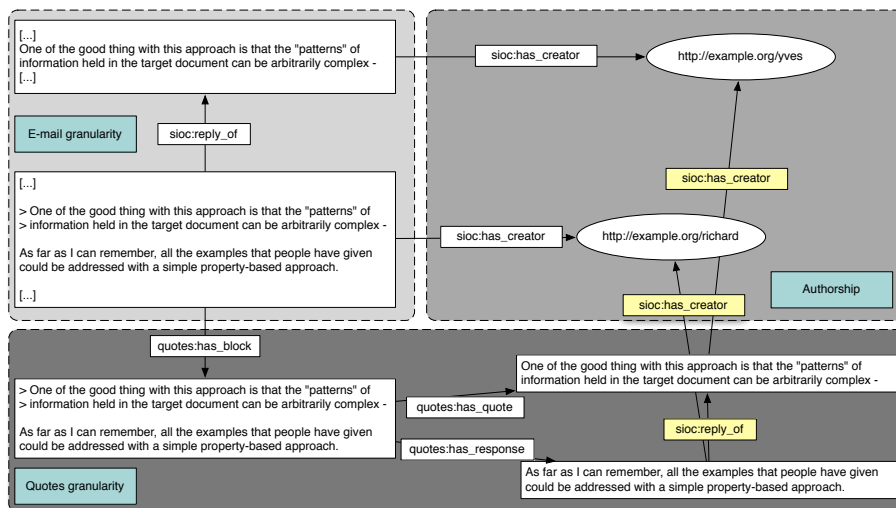 [...]
One of the good thing with this approach is that the "patterns" of
information held in the target document can be arbitrarily complex -
[...]
sioc:has_creator
http://example.org/yves
E-mail granularity
sioc:reply_of
sioc:has_creator
[...]
> One of the good thing with this approach is that the "patterns" of
> information held in the target document can be arbitrarily complex -
As far as I can remember, all the examples that people have given
could be addressed with a simple property-based approach.
[...]
sioc:has_creator
http://example.org/richard
sioc:has_creator
Authorship
quotes:has_block
> One of the good thing with this approach is that the "patterns" of
> information held in the target document can be arbitrarily complex -
As far as I can remember, all the examples that people have given
could be addressed with a simple property-based approach.
quotes:has_quote
One of the good thing with this approach is that the "patterns" of
information held in the target document can be arbitrarily complex -
sioc:reply_of
quotes:has_response
As far as I can remember, all the examples that people have given
could be addressed with a simple property-based approach.
Quotes granularity